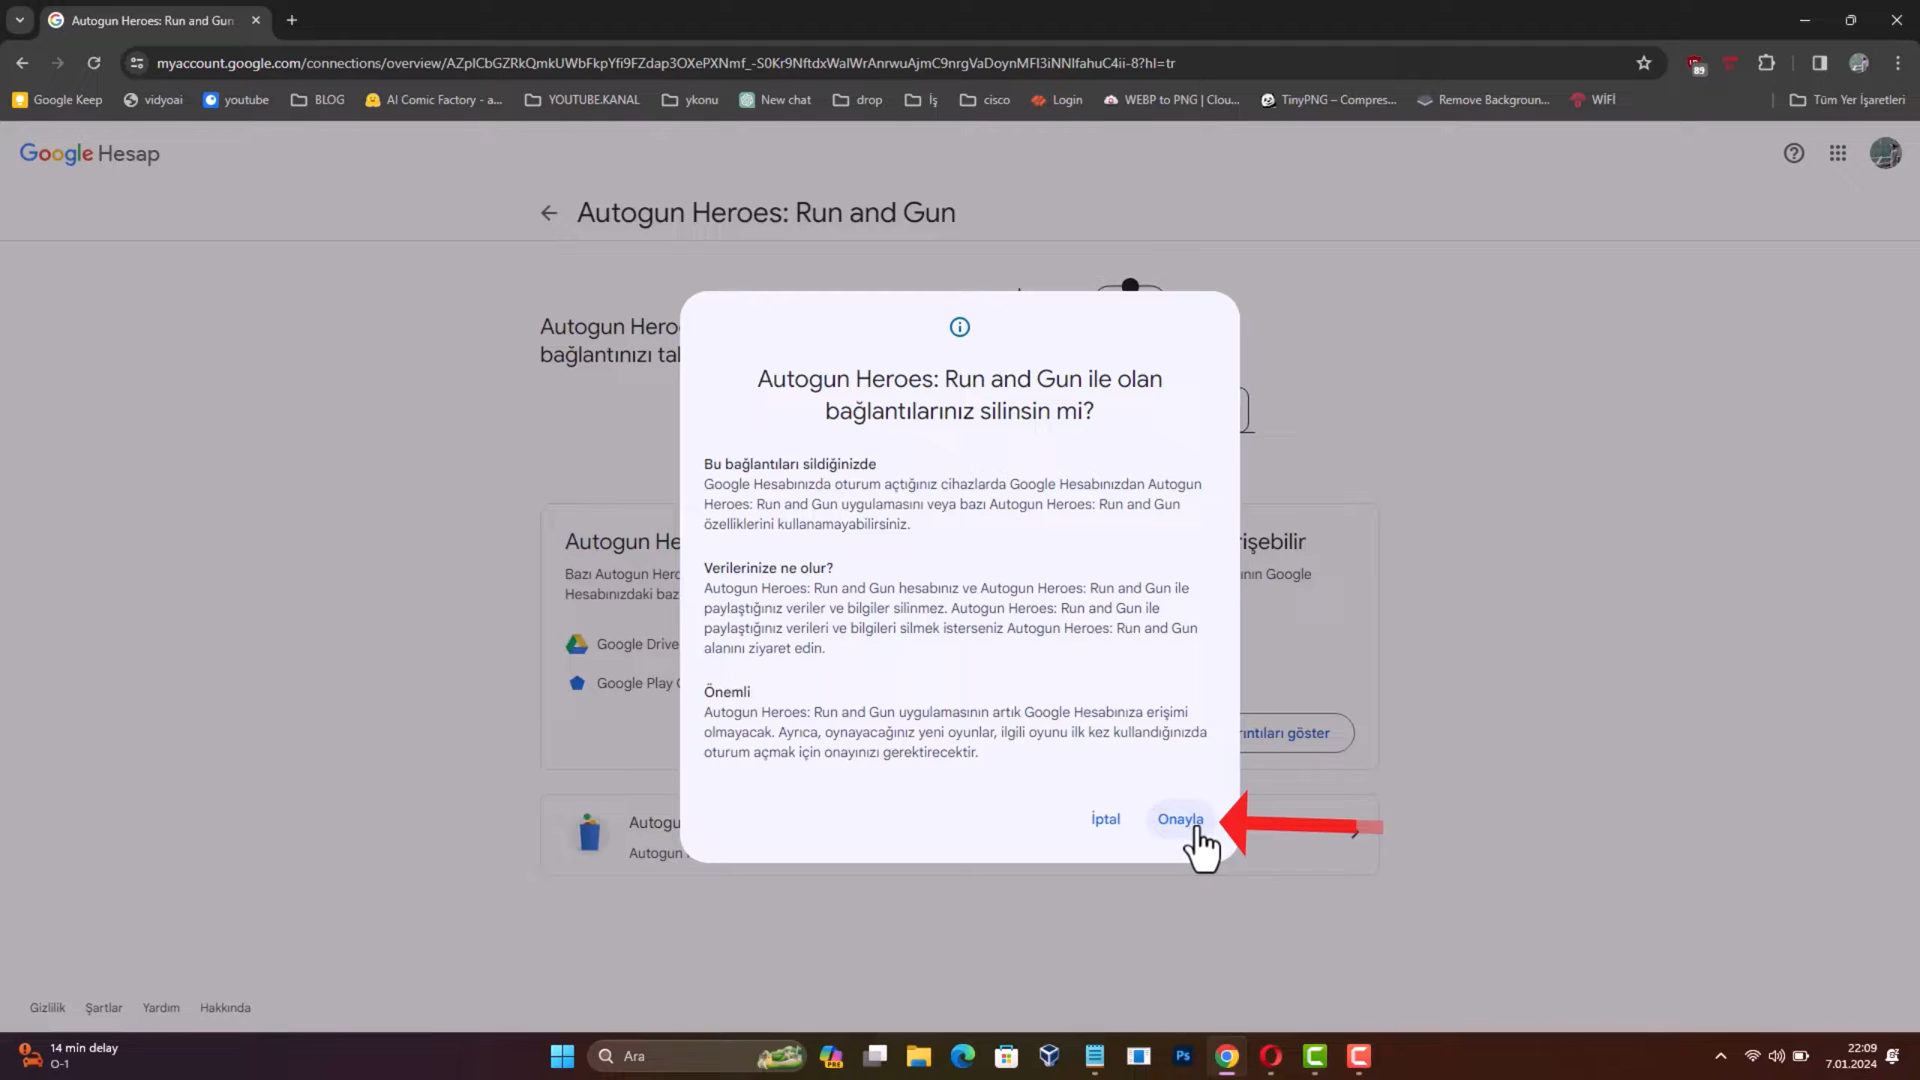 Autogun Heroes: Run and Gun
myaccount.google.com/connections/overview/AZplCbGZRkQmkUWbFkpYfi9FZdap3OXePXNmf_-S0Kr9NftdxWalWrAnrwuAjmC9nrgVaDoynMFI3iNNlfahuC4ii-8?hl=tr
89
Google Keep
vidyoai
youtube
BLOG
AI Comic Factory - a...
YOUTUBE.KANAL
ykonu
New chat
drop
İş
cisco
Login
WEBP to PNG | Clou...
TinyPNG – Compres...
Remove Backgroun...
WİFİ
Tüm Yer İşaretleri
Google Hesap
Autogun Heroes: Run and Gun
Autogun Hero
bağlantınızı tal
Autogun Heroes: Run and Gun ile olan
bağlantılarınız silinsin mi?
Bu bağlantıları sildiğinizde
Google Hesabınızda oturum açtığınız cihazlarda Google Hesabınızdan Autogun
Heroes: Run and Gun uygulamasını veya bazı Autogun Heroes: Run and Gun
özelliklerini kullanamayabilirsiniz.
Verilerinize ne olur?
Autogun Heroes: Run and Gun hesabınız ve Autogun Heroes: Run and Gun ile
paylaştığınız veriler ve bilgiler silinmez. Autogun Heroes: Run and Gun ile
paylaştığınız verileri ve bilgileri silmek isterseniz Autogun Heroes: Run and Gun
alanını ziyaret edin.
Önemli
Autogun Heroes: Run and Gun uygulamasının artık Google Hesabınıza erişimi
olmayacak. Ayrıca, oynayacağınız yeni oyunlar, ilgili oyunu ilk kez kullandığınızda
oturum açmak için onayınızı gerektirecektir.
İptal
Onayla
Autogun He
Bazı Autogun Hero
Hesabınızdaki baz
Google Drive
Google Play
rişebilir
nın Google
rıntıları göster
Autogu
Autogun
Gizlilik
Şartlar
Yardım
Hakkında
14 min delay
O-1
Ara
PRE
Ps
22:09
7.01.2024